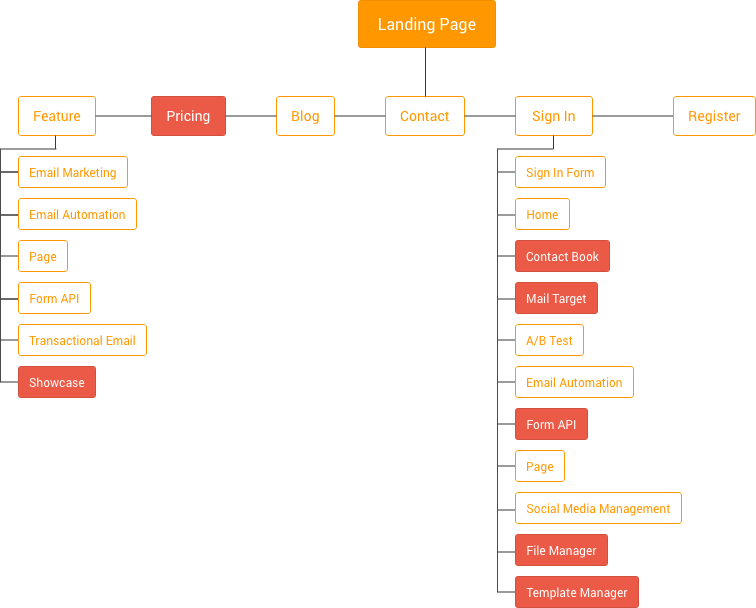 Landing Page
Feature
Pricing
Blog
Contact
Sign In
Register
Email Marketing
Email Automation
Page
Form API
Transactional Email
Showcase
Sign In Form
Home
Contact Book
Mail Target
A/B Test
Email Automation
Form API
Page
Social Media Management
File Manager
Template Manager